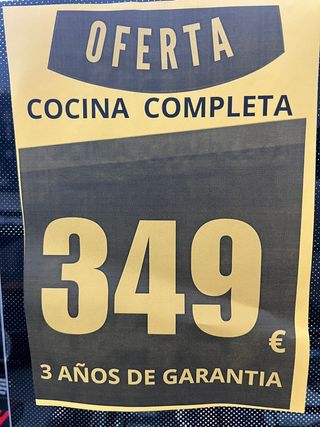 OFERTA
COCINA COMPLETA
349€
3 AÑOS DE GARANTIA